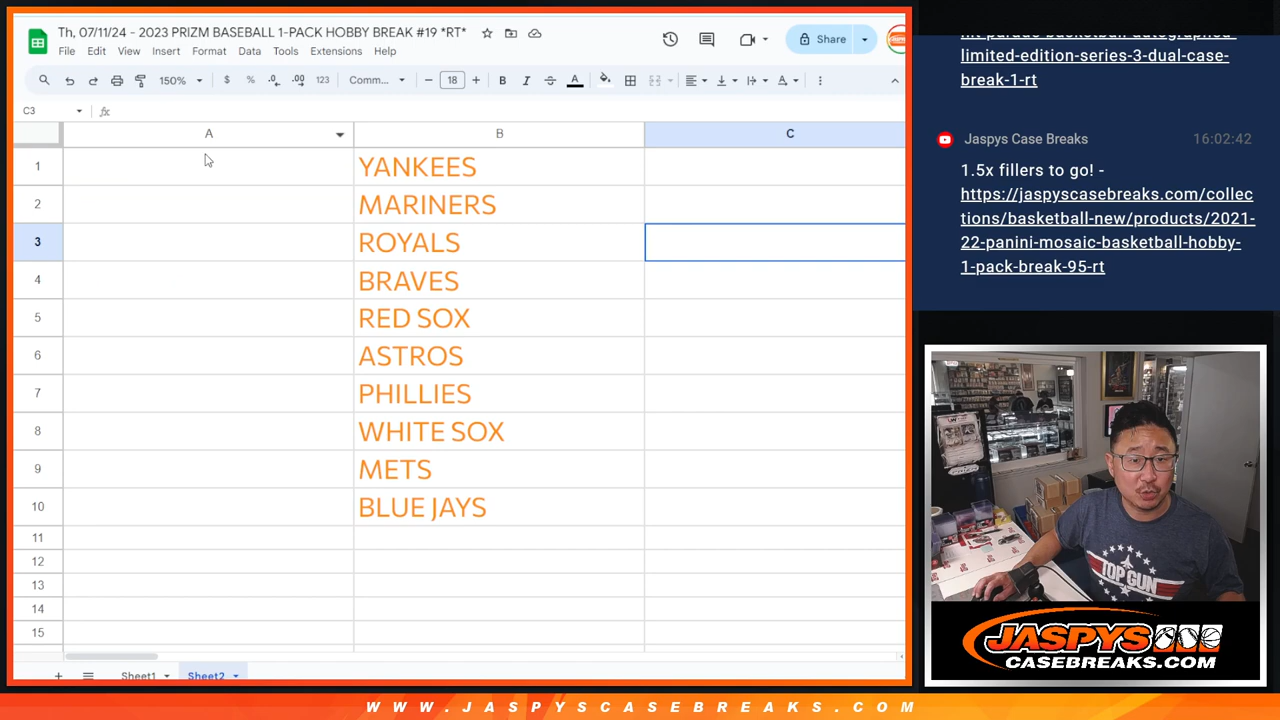 Th, 07/11/24 - 2023 PRIZM BASEBALL 1-PACK HOBBY BREAK #19 *RT*
File Edit View Insert Format Data Tools Extensions Help
Share
150% $ % .0 .00 123 Comm... 18 B I A
C3 fx
A B C
1 YANKEES
2 MARINERS
3 ROYALS
4 BRAVES
5 RED SOX
6 ASTROS
7 PHILLIES
8 WHITE SOX
9 METS
10 BLUE JAYS
11
12
13
14
15
Sheet1 Sheet2
limited-edition-series-3-dual-case-
break-1-rt
Jaspys Case Breaks 16:02:42
1.5x fillers to go! -
https://jaspyscasebreaks.com/collec
tions/basketball-new/products/2021-
22-panini-mosaic-basketball-hobby-
1-pack-break-95-rt
TOP GUN
JASPYS
CASEBREAKS.COM
WWW.JASPYSCASEBREAKS.COM